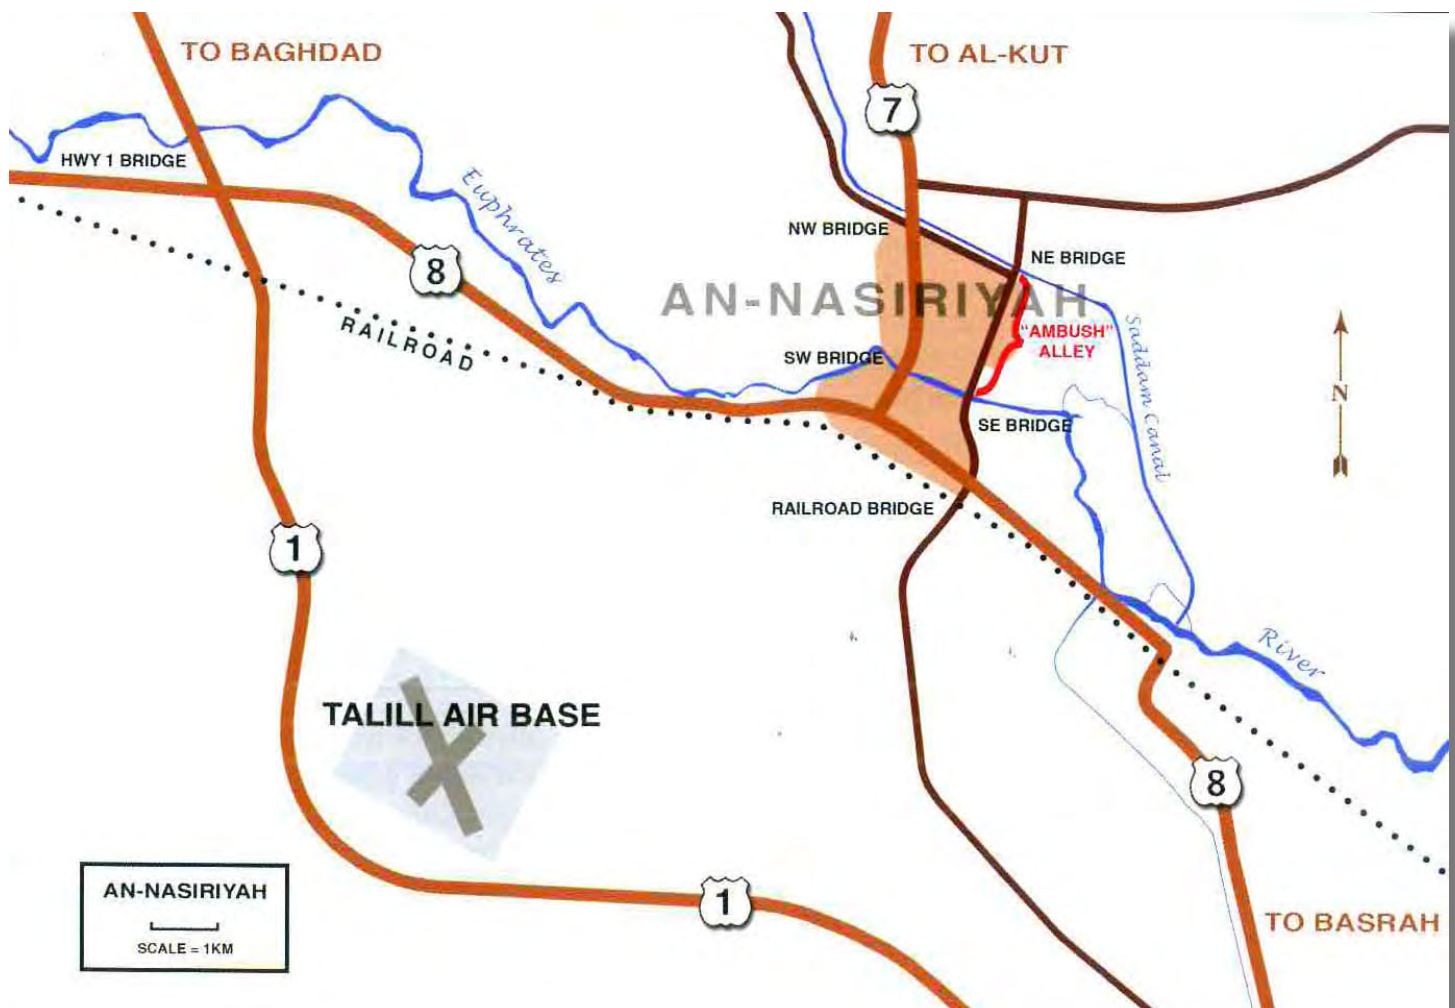 TO BAGHDAD
TO AL-KUT
7
HWY 1 BRIDGE
Euphrates
NW BRIDGE
NE BRIDGE
8
AN-NASIRIYAH
RAILROAD
"AMBUSH"
ALLEY
Saddam Canal
SW BRIDGE
N
SE BRIDGE
RAILROAD BRIDGE
1
River
TALILL AIR BASE
8
AN-NASIRIYAH
SCALE = 1KM
1
TO BASRAH